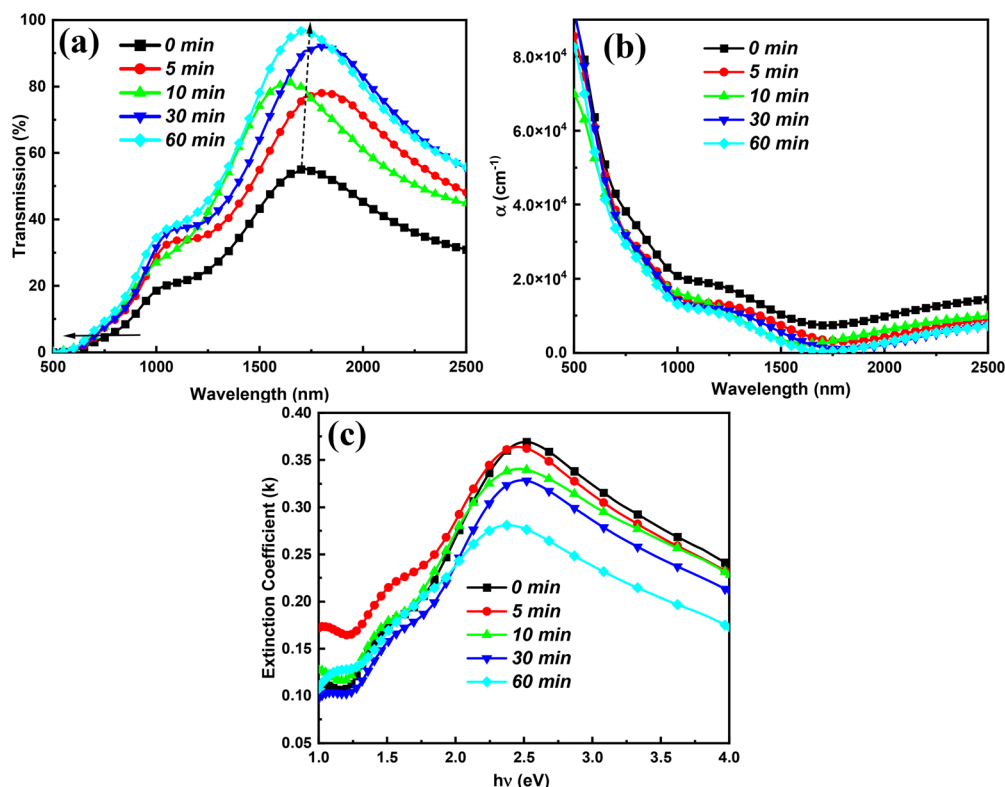 (a)
0 min
5 min
10 min
30 min
60 min
Transmission (%)
100
80
60
40
20
0
500
1000
1500
2000
2500
Wavelength (nm)
(b)
0 min
5 min
10 min
30 min
60 min
α (cm⁻¹)
8.0×10⁴
6.0×10⁴
4.0×10⁴
2.0×10⁴
0.0
500
1000
1500
2000
2500
Wavelength (nm)
(c)
0 min
5 min
10 min
30 min
60 min
Extinction Coefficient (k)
0.40
0.35
0.30
0.25
0.20
0.15
0.10
0.05
1.0
1.5
2.0
2.5
3.0
3.5
4.0
hν (eV)